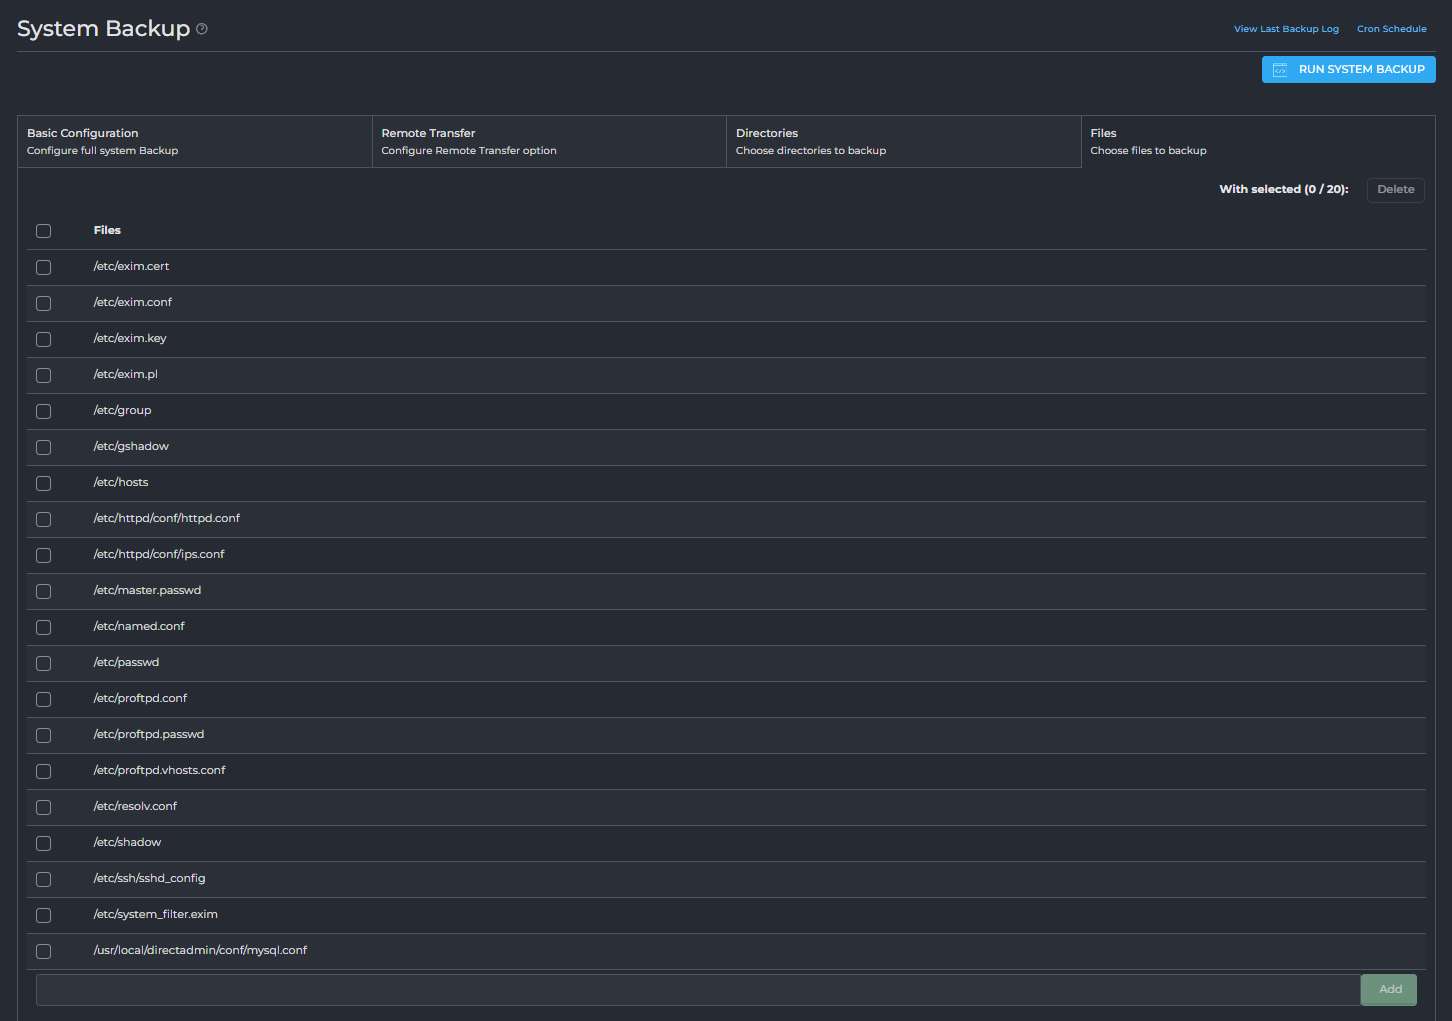 System Backup
View Last Backup Log
Cron Schedule
RUN SYSTEM BACKUP
Basic Configuration
Configure full system Backup
Remote Transfer
Configure Remote Transfer option
Directories
Choose directories to backup
Files
Choose files to backup
With selected (0 / 20):
Delete
Files
/etc/exim.cert
/etc/exim.conf
/etc/exim.key
/etc/exim.pl
/etc/group
/etc/gshadow
/etc/hosts
/etc/httpd/conf/httpd.conf
/etc/httpd/conf/ips.conf
/etc/master.passwd
/etc/named.conf
/etc/passwd
/etc/proftpd.conf
/etc/proftpd.passwd
/etc/proftpd.vhosts.conf
/etc/resolv.conf
/etc/shadow
/etc/ssh/sshd_config
/etc/system_filter.exim
/usr/local/directadmin/conf/mysql.conf
Add